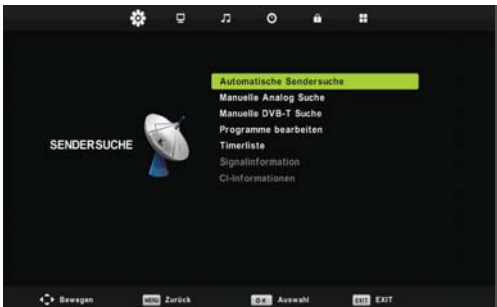 Automatische Sendersuche
Manuelle Analog Suche
Manuelle DVB-T Suche
Programme bearbeiten
SENDERSUCHE
Timerliste
Signalinformation
CI-Informationen
Bewegen MENU Zurück OK Auswahl EXIT EXIT